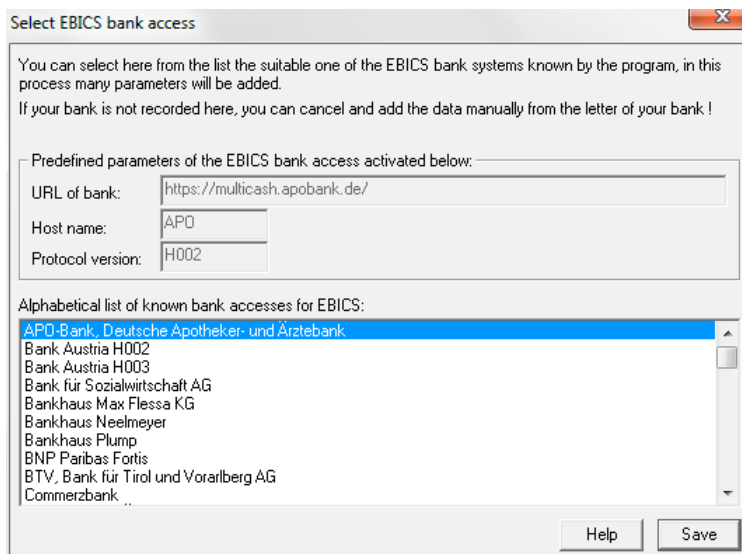 Select EBICS bank access
You can select here from the list the suitable one of the EBICS bank systems known by the program, in this
process many parameters will be added.
If your bank is not recorded here, you can cancel and add the data manually from the letter of your bank !
Predefined parameters of the EBICS bank access activated below:
URL of bank: https://multicash.apobank.de/
Host name: APO
Protocol version: H002
Alphabetical list of known bank accesses for EBICS:
APO-Bank, Deutsche Apotheker- und Ärztebank
Bank Austria H002
Bank Austria H003
Bank für Sozialwirtschaft AG
Bankhaus Max Flessa KG
Bankhaus Neelmeyer
Bankhaus Plump
BNP Paribas Fortis
BTV, Bank für Tirol und Vorarlberg AG
Commerzbank
Help Save